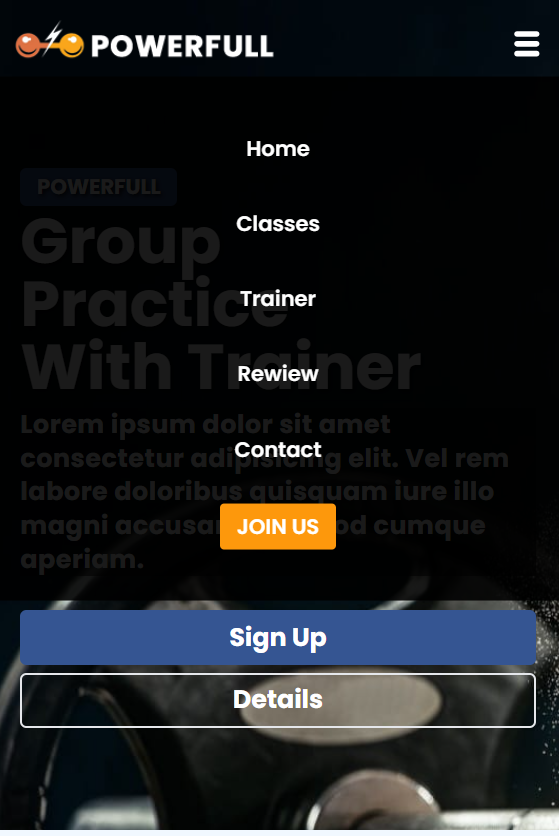 POWERFULL
Home
POWERFULL
Group
Classes
Practice
Trainer
With Trainer
Rewiew
Lorem ipsum dolor sit amet
Contact
consectetur adipisicing elit. Vel rem
labore doloribus quisquam iure illo
JOIN US
magni accusan od cumque
aperiam.
Sign Up
Details